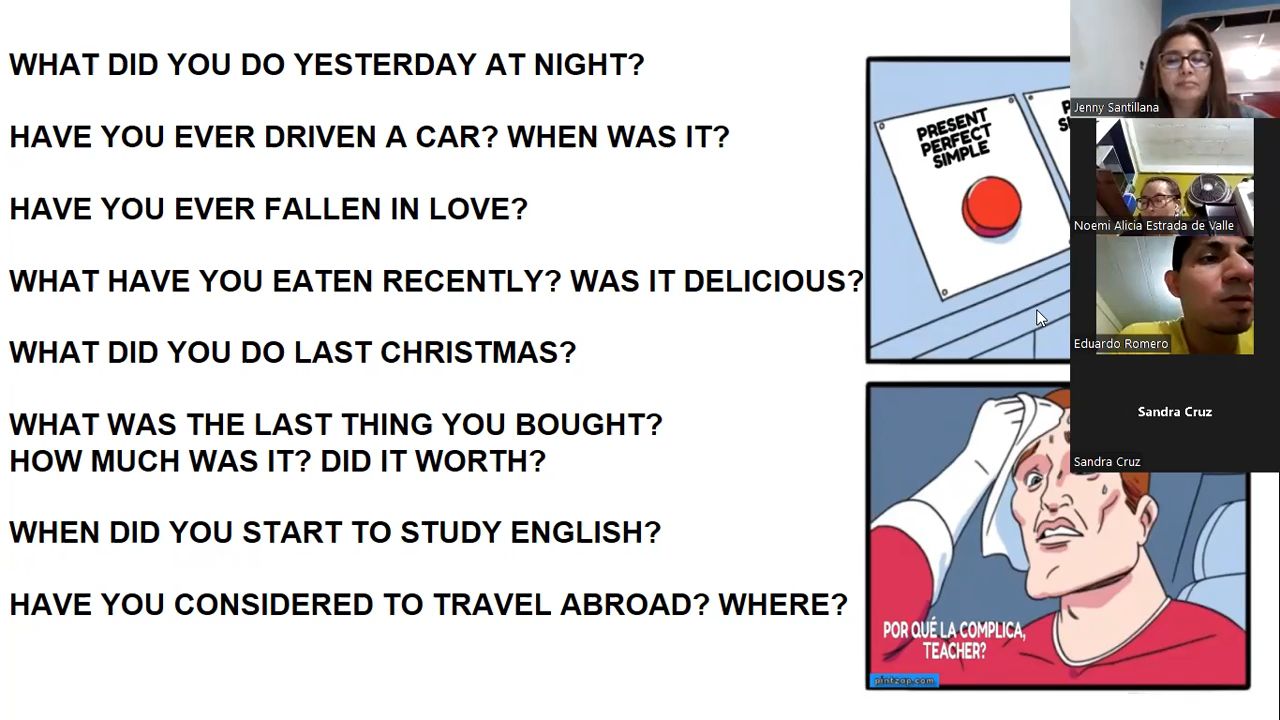 WHAT DID YOU DO YESTERDAY AT NIGHT?
HAVE YOU EVER DRIVEN A CAR? WHEN WAS IT?
HAVE YOU EVER FALLEN IN LOVE?
WHAT HAVE YOU EATEN RECENTLY? WAS IT DELICIOUS?
WHAT DID YOU DO LAST CHRISTMAS?
WHAT WAS THE LAST THING YOU BOUGHT?
HOW MUCH WAS IT? DID IT WORTH?
WHEN DID YOU START TO STUDY ENGLISH?
HAVE YOU CONSIDERED TO TRAVEL ABROAD? WHERE?
PRESENT
PERFECT
SIMPLE
POR QUÉ LA COMPLICA,
TEACHER?
pintzap.com
Jenny Santillana
Noemi Alicia Estrada de Valle
Eduardo Romero
Sandra Cruz
Sandra Cruz